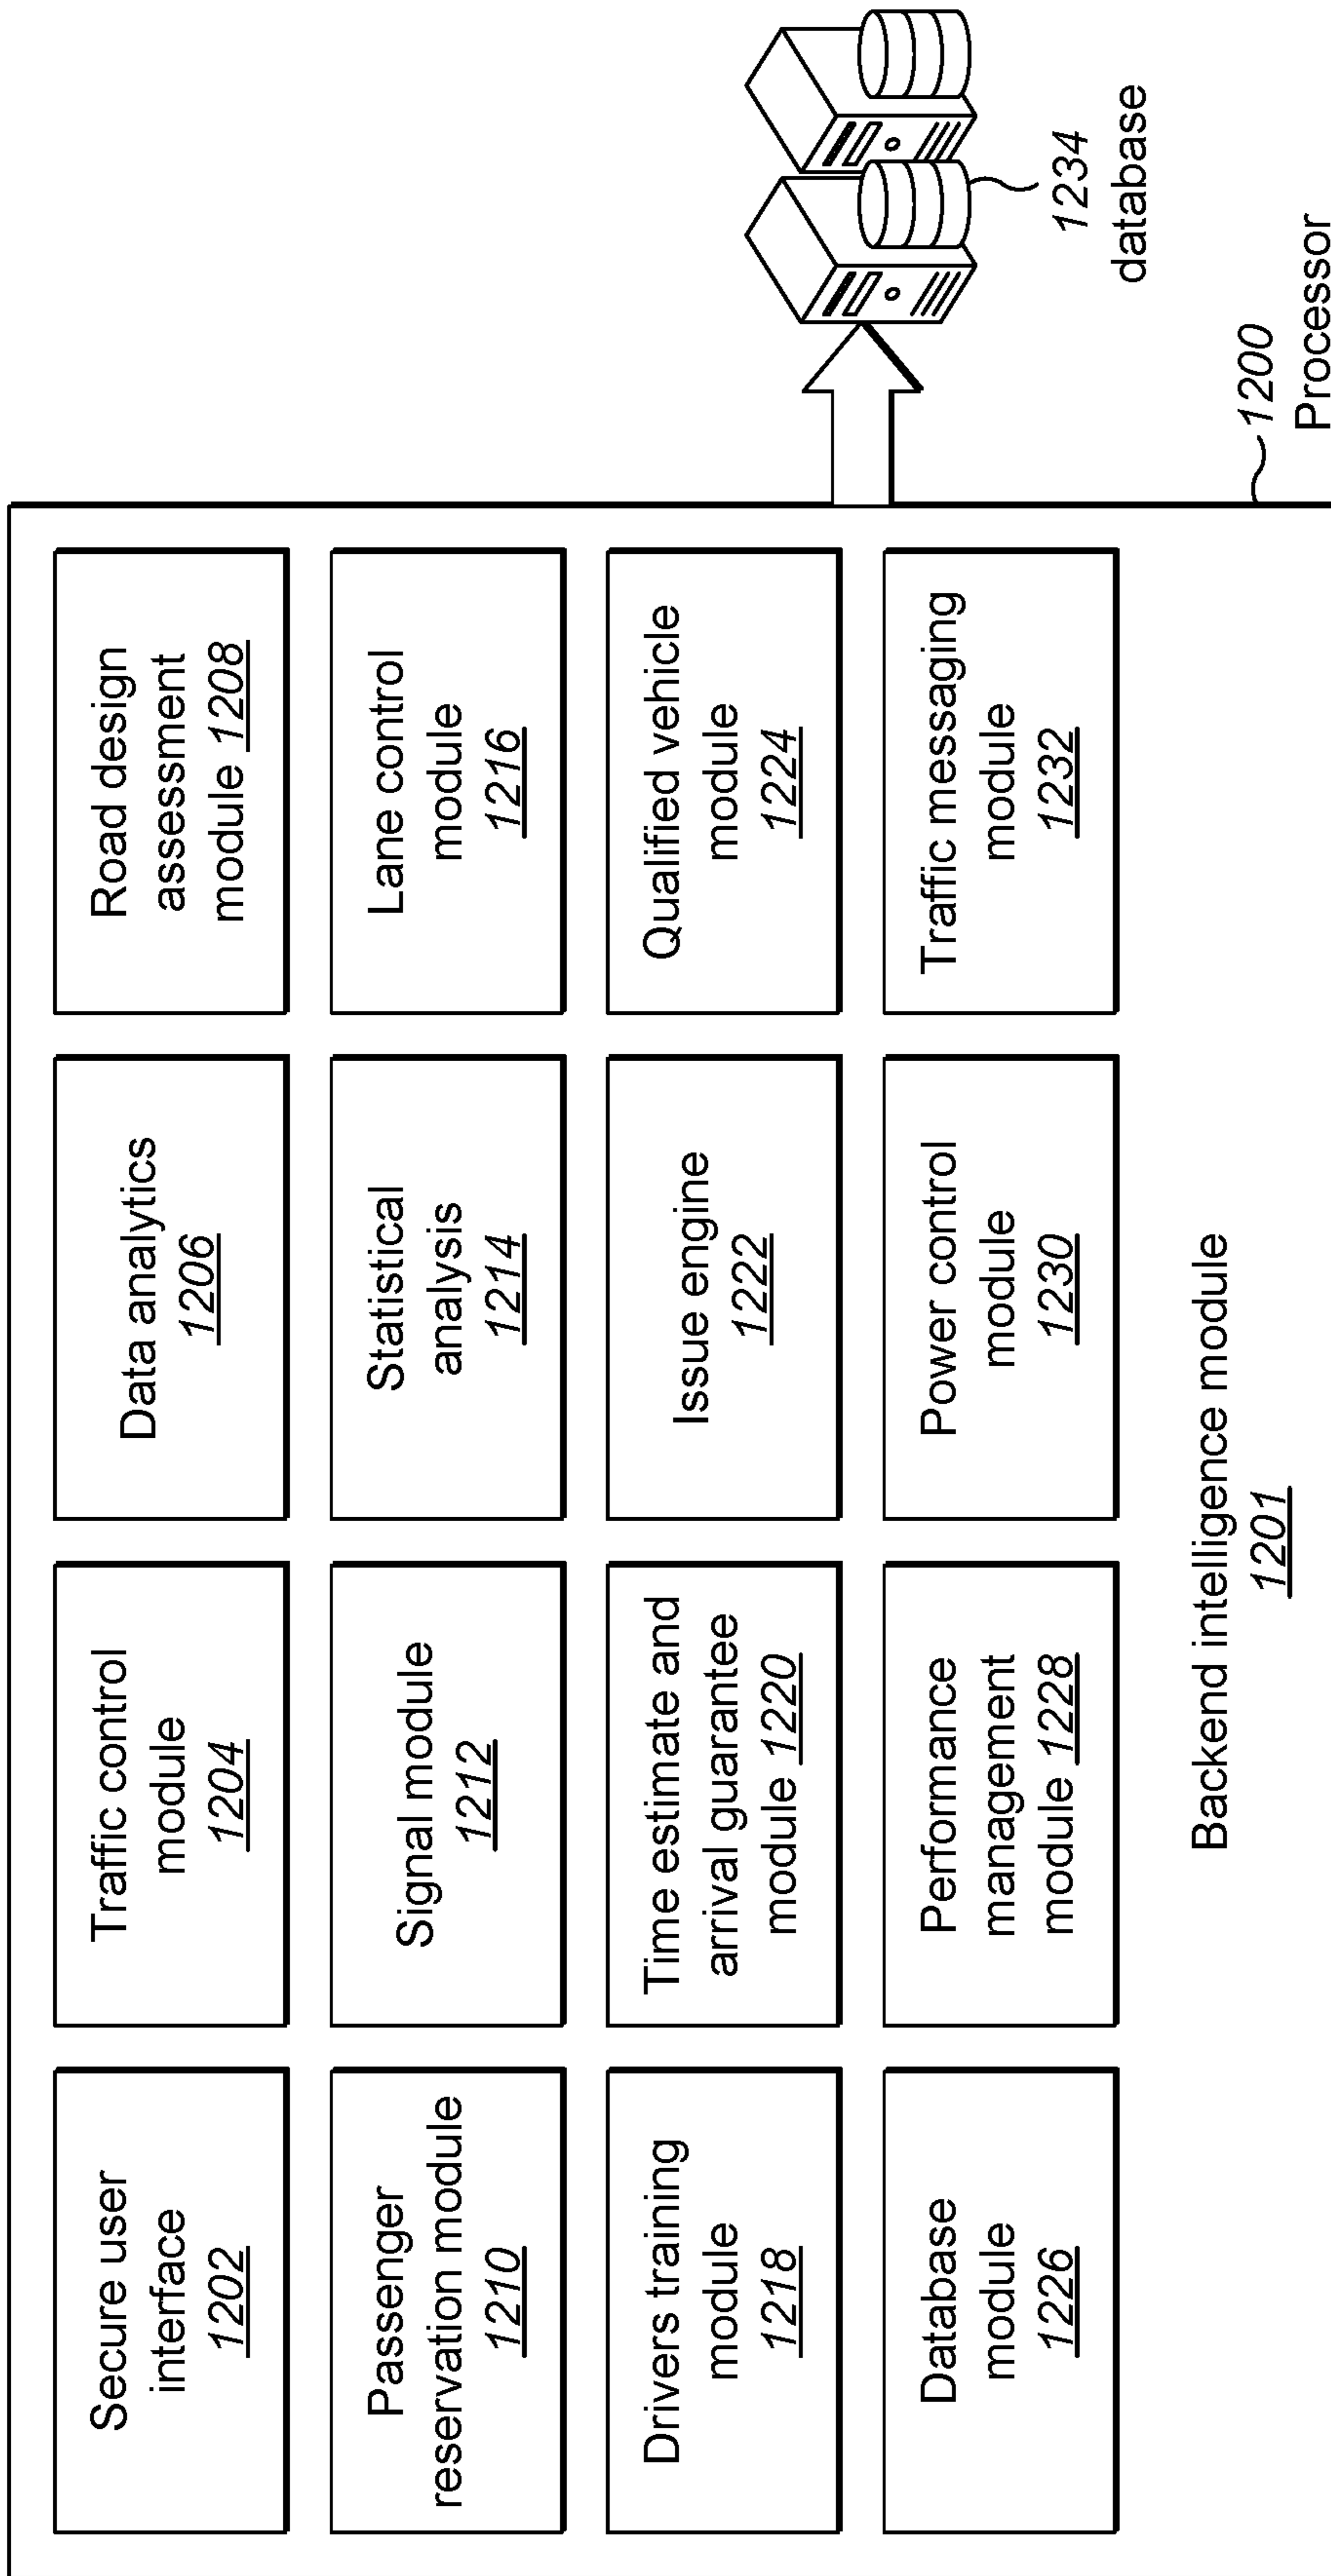 Secure user
interface
1202
Traffic control
module
1204
Data analytics
1206
Road design
assessment
module 1208
Passenger
reservation module
1210
Signal module
1212
Statistical
analysis
1214
Lane control
module
1216
Drivers training
module
1218
Time estimate and
arrival guarantee
module 1220
Issue engine
1222
Qualified vehicle
module
1224
Database
module
1226
Performance
management
module 1228
Power control
module
1230
Traffic messaging
module
1232
Backend intelligence module
1201
1234
database
1200
Processor